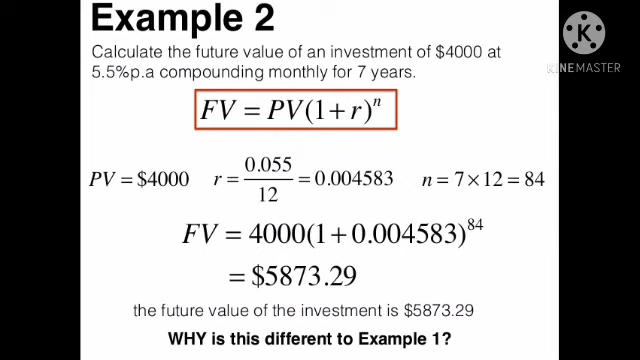 Example 2
Calculate the future value of an investment of $4000 at
5.5%p.a compounding monthly for 7 years.
FV = PV(1+r)ⁿ
PV = $4000 r = 0.055/12 = 0.004583 n = 7×12 = 84
FV = 4000(1+0.004583)⁸⁴
= $5873.29
the future value of the investment is $5873.29
WHY is this different to Example 1?
K
KINEMASTER